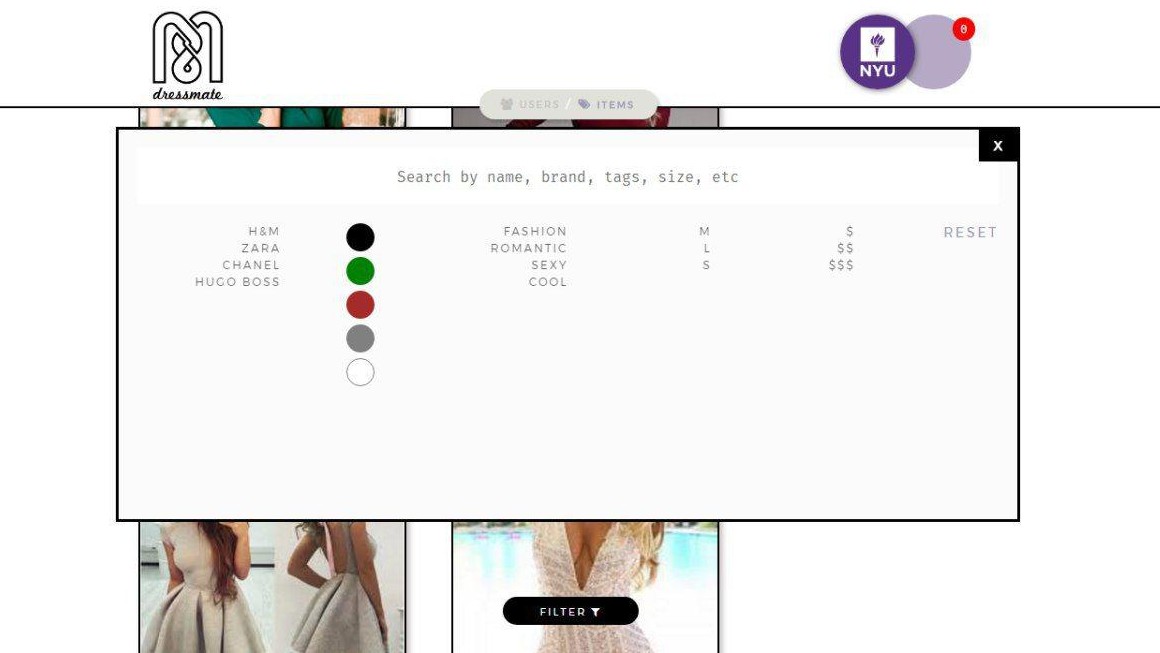 dressmate
NYU
0
USERS / ITEMS
X
Search by name, brand, tags, size, etc
H&M
ZARA
CHANEL
HUGO BOSS
FASHION
ROMANTIC
SEXY
COOL
M
L
S
$
$$
$$$
RESET
FILTER